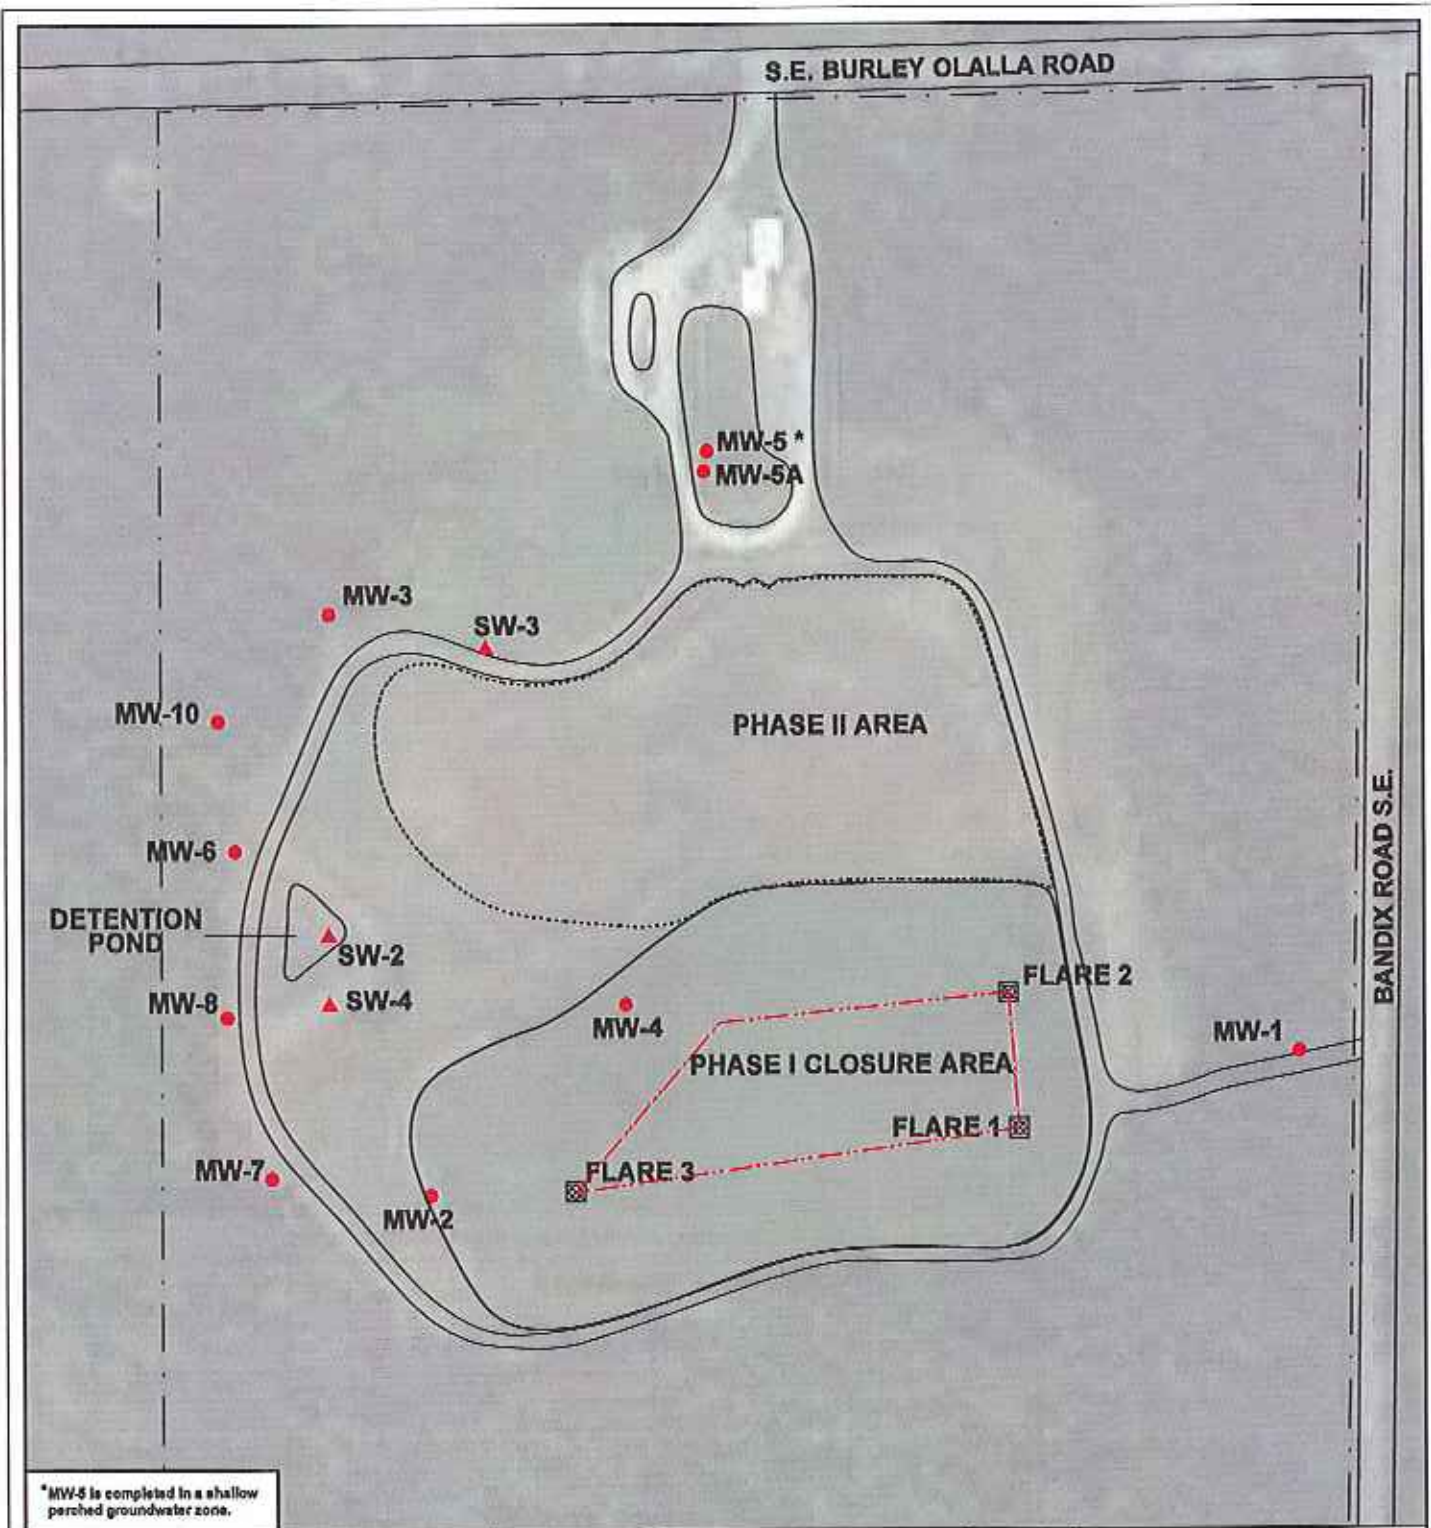 S.E. BURLEY OLALLA ROAD
MW-5 *
MW-5A
MW-3
SW-3
MW-10
PHASE II AREA
BANDIX ROAD S.E.
MW-6
DETENTION
POND
SW-2
FLARE 2
MW-8
SW-4
MW-4
MW-1
PHASE I CLOSURE AREA
FLARE 1
MW-7
FLARE 3
MW-2
*MW-5 is completed in a shallow
perched groundwater zone.